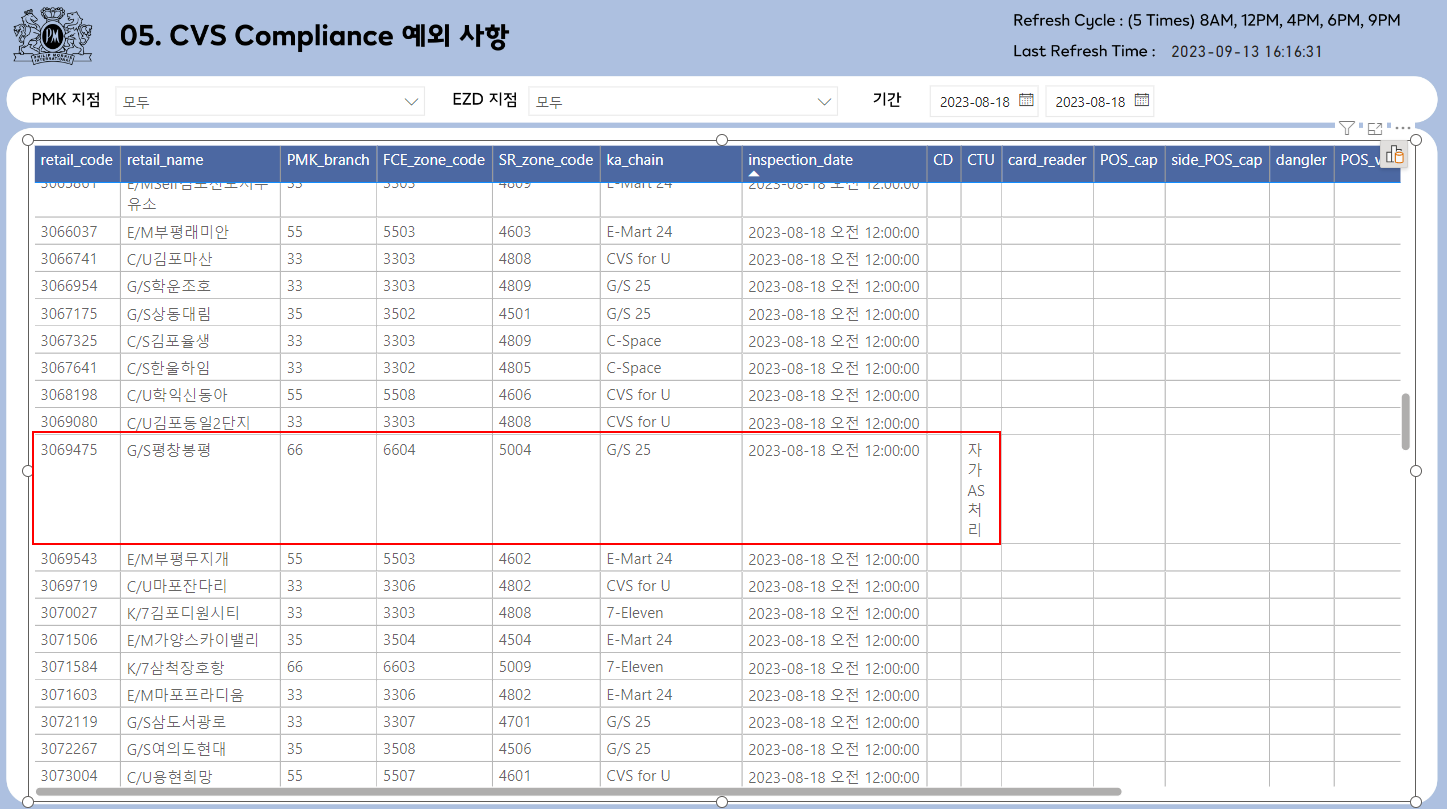 05. CVS Compliance 예외 사항
Refresh Cycle : (5 Times) 8AM, 12PM, 4PM, 6PM, 9PM
Last Refresh Time : 2023-09-13 16:16:31
PMK 지점 모두 EZD 지점 모두 기간 2023-08-18 2023-08-18
retail_code retail_name PMK_branch FCE_zone_code SR_zone_code ka_chain inspection_date CD CTU card_reader POS_cap side_POS_cap dangler
유소
3066037 E/M부평래미안 55 5503 4603 E-Mart 24 2023-08-18 오전 12:00:00
3066741 C/U김포마산 33 3303 4808 CVS for U 2023-08-18 오전 12:00:00
3066954 G/S학운조호 33 3303 4809 G/S 25 2023-08-18 오전 12:00:00
3067175 G/S상동대림 35 3502 4501 G/S 25 2023-08-18 오전 12:00:00
3067325 C/S김포율생 33 3303 4809 C-Space 2023-08-18 오전 12:00:00
3067641 C/S한울하임 33 3302 4805 C-Space 2023-08-18 오전 12:00:00
3068198 C/U학익신동아 55 5508 4606 CVS for U 2023-08-18 오전 12:00:00
3069080 C/U김포동일2단지 33 3303 4808 CVS for U 2023-08-18 오전 12:00:00
3069475 G/S평창봉평 66 6604 5004 G/S 25 2023-08-18 오전 12:00:00 자
가
AS
처
리
3069543 E/M부평무지개 55 5503 4602 E-Mart 24 2023-08-18 오전 12:00:00
3069719 C/U마포잔다리 33 3306 4802 CVS for U 2023-08-18 오전 12:00:00
3070027 K/7김포디원시티 33 3303 4808 7-Eleven 2023-08-18 오전 12:00:00
3071506 E/M가양스카이밸리 35 3504 4504 E-Mart 24 2023-08-18 오전 12:00:00
3071584 K/7삼척장호항 66 6603 5009 7-Eleven 2023-08-18 오전 12:00:00
3071603 E/M마포프라디움 33 3306 4802 E-Mart 24 2023-08-18 오전 12:00:00
3072119 G/S삼도서광로 33 3307 4701 G/S 25 2023-08-18 오전 12:00:00
3072267 G/S여의도현대 35 3508 4506 G/S 25 2023-08-18 오전 12:00:00
3073004 C/U용현희망 55 5507 4601 CVS for U 2023-08-18 오전 12:00:00